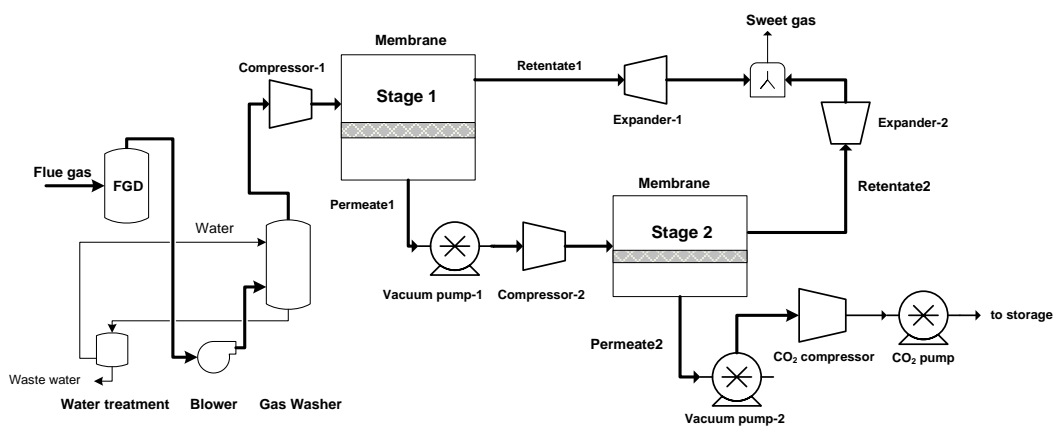 Sweet gas
Membrane
Compressor-1
Retentate1
Stage 1
Expander-1
Expander-2
Flue gas
FGD
Membrane
Retentate2
Permeate1
Water
Stage 2
Vacuum pump-1
Compressor-2
to storage
Permeate2
CO₂ compressor
CO₂ pump
Waste water
Water treatment
Blower
Gas Washer
Vacuum pump-2